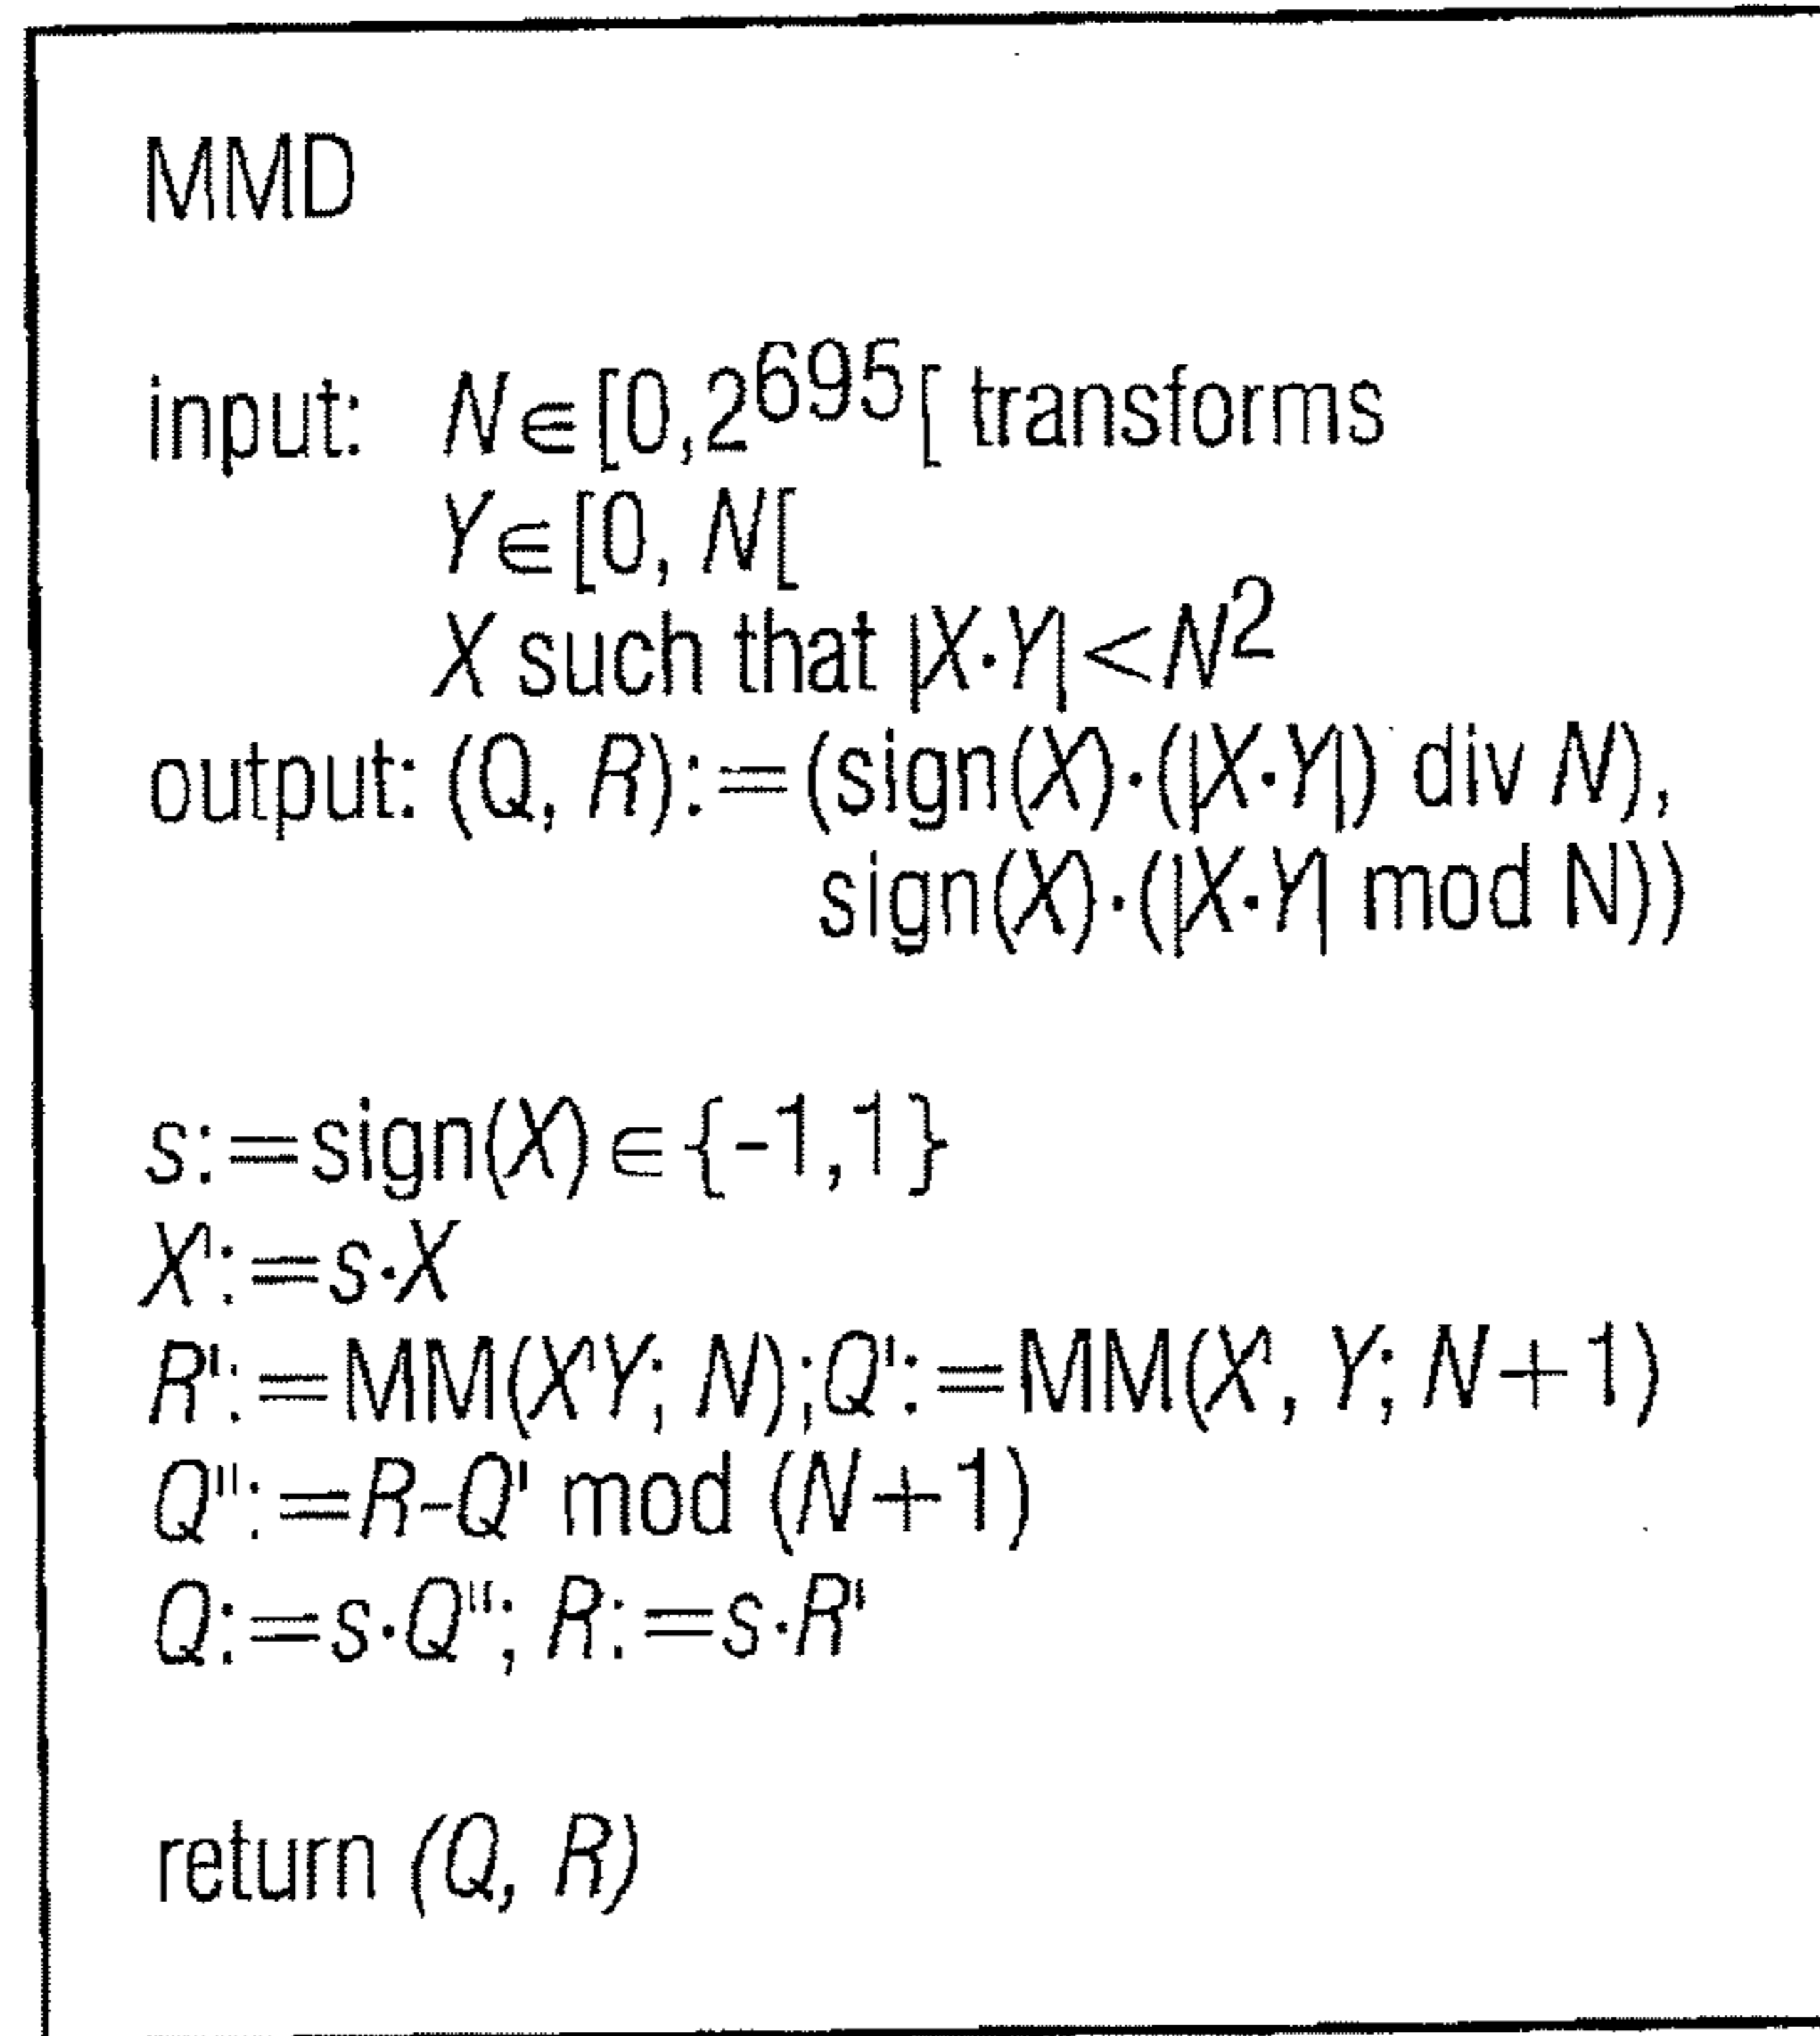 MMD
input: N∈[0,2^695[ transforms
Y∈[0, N[
X such that |X·Y|<N^2
output: (Q, R):=(sign(X)·(|X·Y|) div N),
sign(X)·(|X·Y| mod N))
s:=sign(X)∈{-1,1}
X':=s·X
R':=MM(X'Y; N);Q':=MM(X', Y; N+1)
Q":=R-Q' mod (N+1)
Q:=s·Q"; R:=s·R'
return (Q, R)